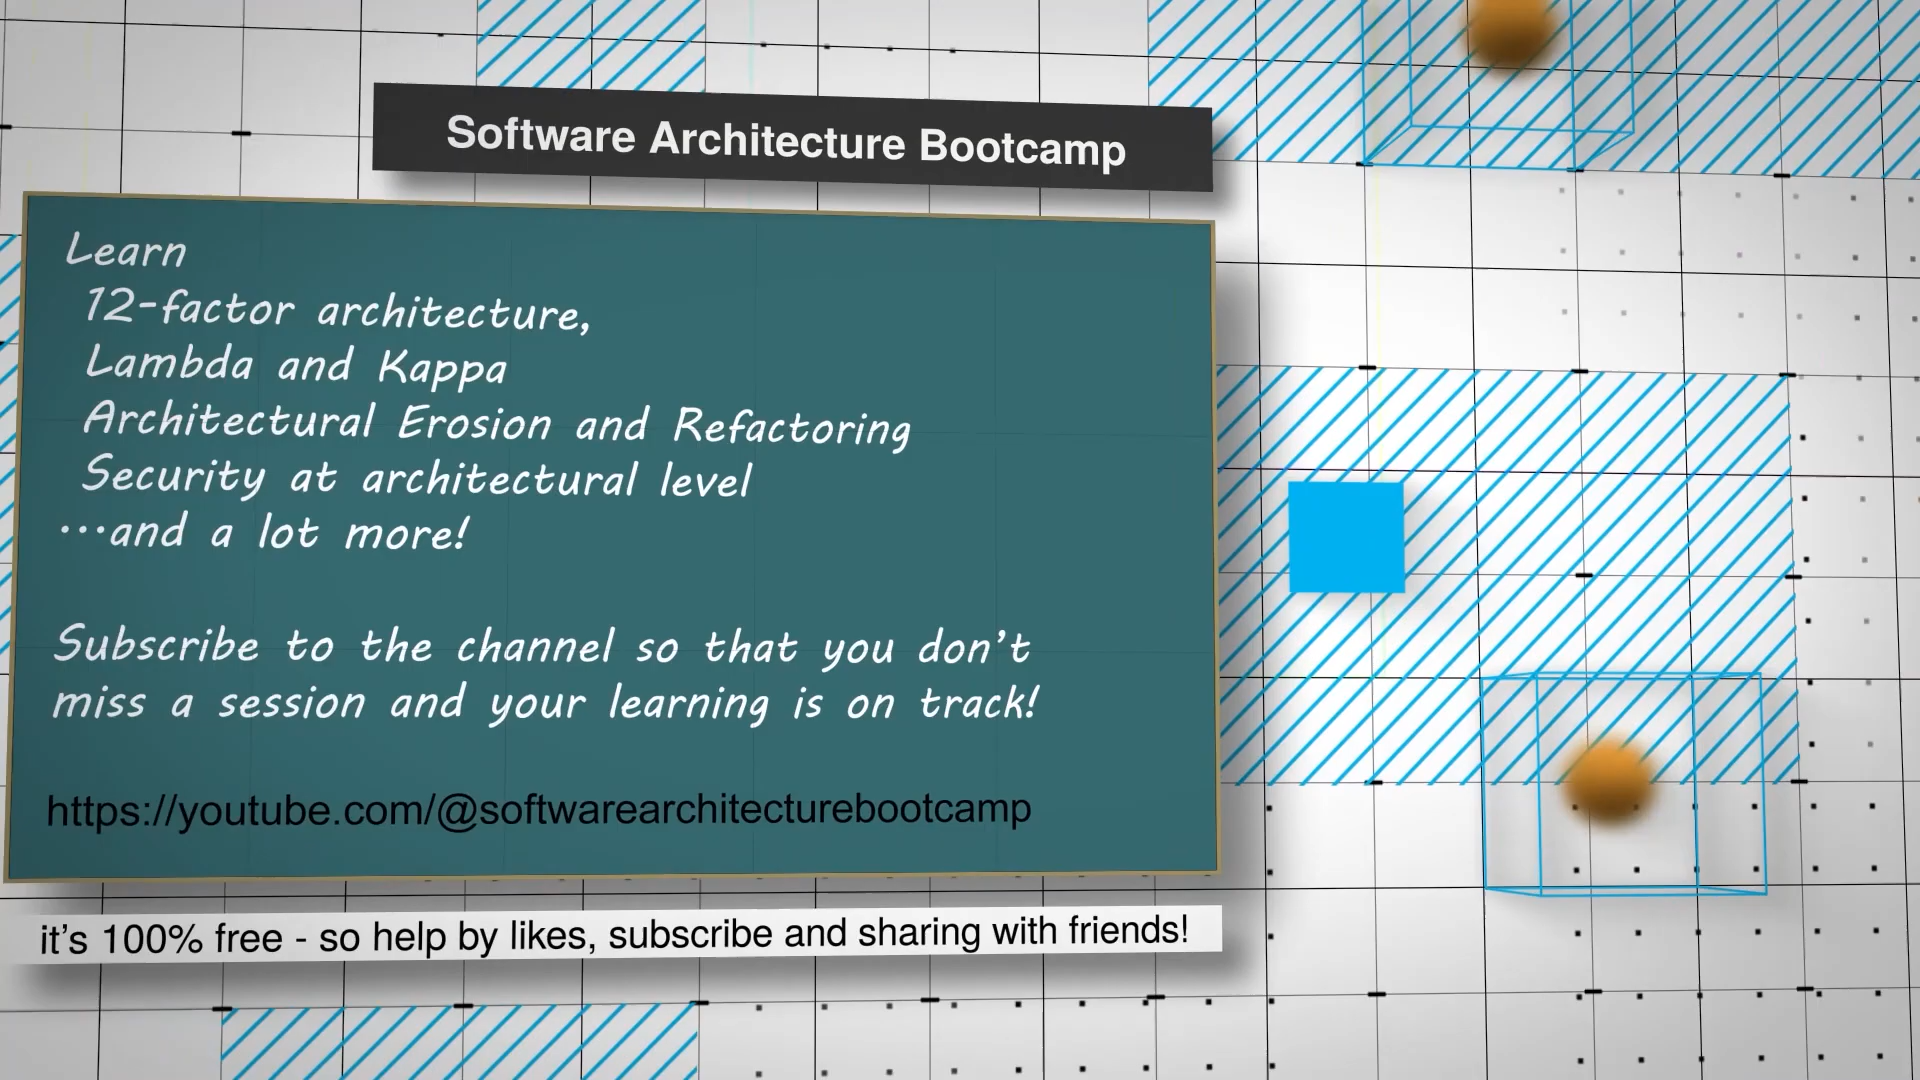 Software Architecture Bootcamp
Learn
12-factor architecture,
Lambda and Kappa
Architectural Erosion and Refactoring
Security at architectural level
...and a lot more!
Subscribe to the channel so that you don't
miss a session and your learning is on track!
https://youtube.com/@softwarearchitecturebootcamp
it's 100% free - so help by likes, subscribe and sharing with friends!